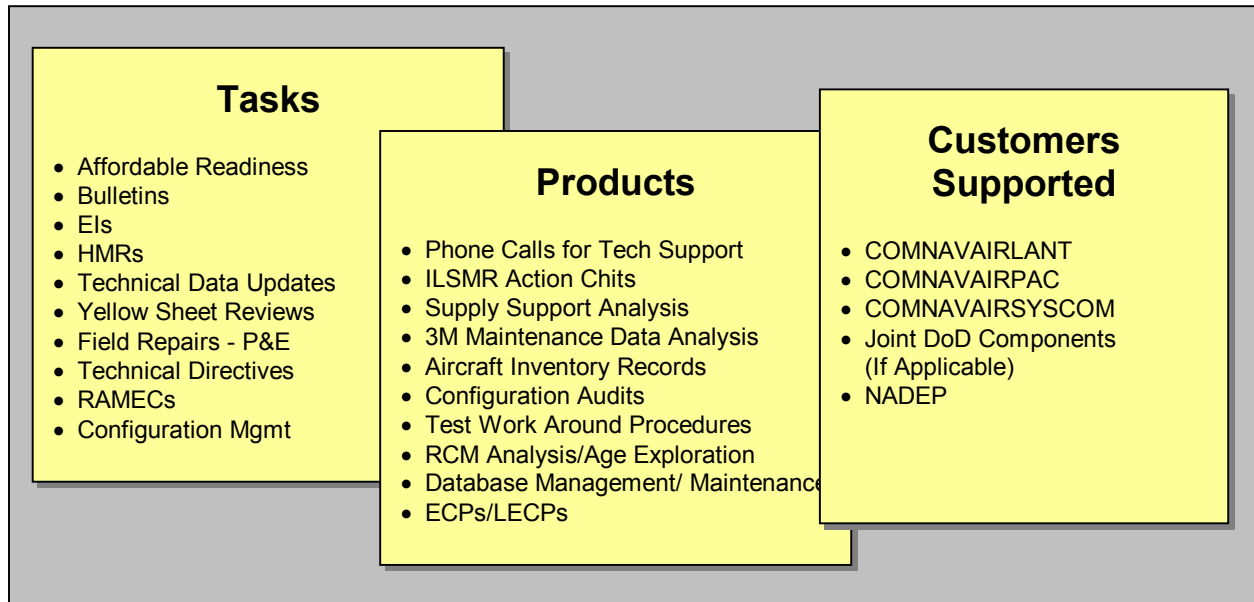 Tasks
• Affordable Readiness
• Bulletins
• EIs
• HMRs
• Technical Data Updates
• Yellow Sheet Reviews
• Field Repairs - P&E
• Technical Directives
• RAMECs
• Configuration Mgmt
Products
• Phone Calls for Tech Support
• ILSMR Action Chits
• Supply Support Analysis
• 3M Maintenance Data Analysis
• Aircraft Inventory Records
• Configuration Audits
• Test Work Around Procedures
• RCM Analysis/Age Exploration
• Database Management/ Maintenance
• ECPs/LECPs
Customers
Supported
• COMNAVAIRLANT
• COMNAVAIRPAC
• COMNAVAIRSYSCOM
• Joint DoD Components
(If Applicable)
• NADEP